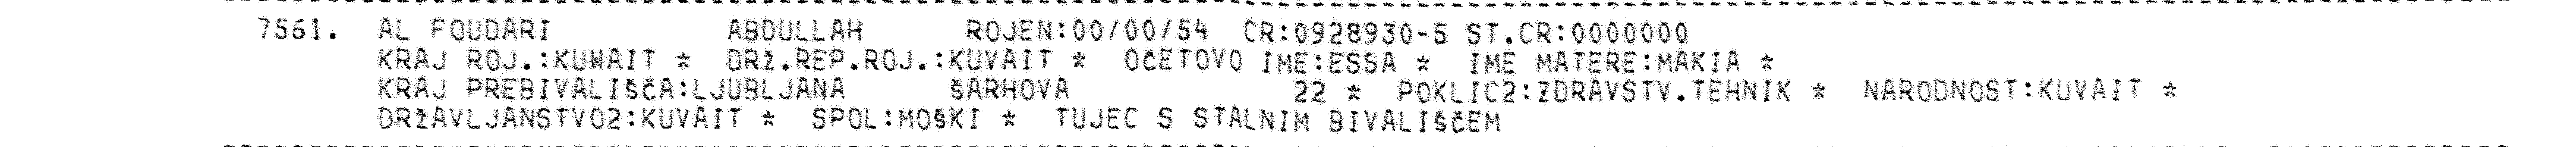 7561. AL FOUDARI ABDULLAH ROJEN:00/00/54 CR:0928930-5 ST.CR:0000000
KRAJ ROJ.:KUWAIT * DRŽ.REP.ROJ.:KUVAIT * OČETOVO IME:ESSA * IME MATERE:MAKIA *
KRAJ PREBIVALIŠČA:LJUBLJANA ŠARHOVA 22 * POKLIC2:ZDRAVSTV.TEHNIK * NARODNOST:KUVAIT *
DRŽAVLJANSTVO2:KUVAIT * SPOL:MOŠKI * TUJEC S STALNIM BIVALIŠČEM